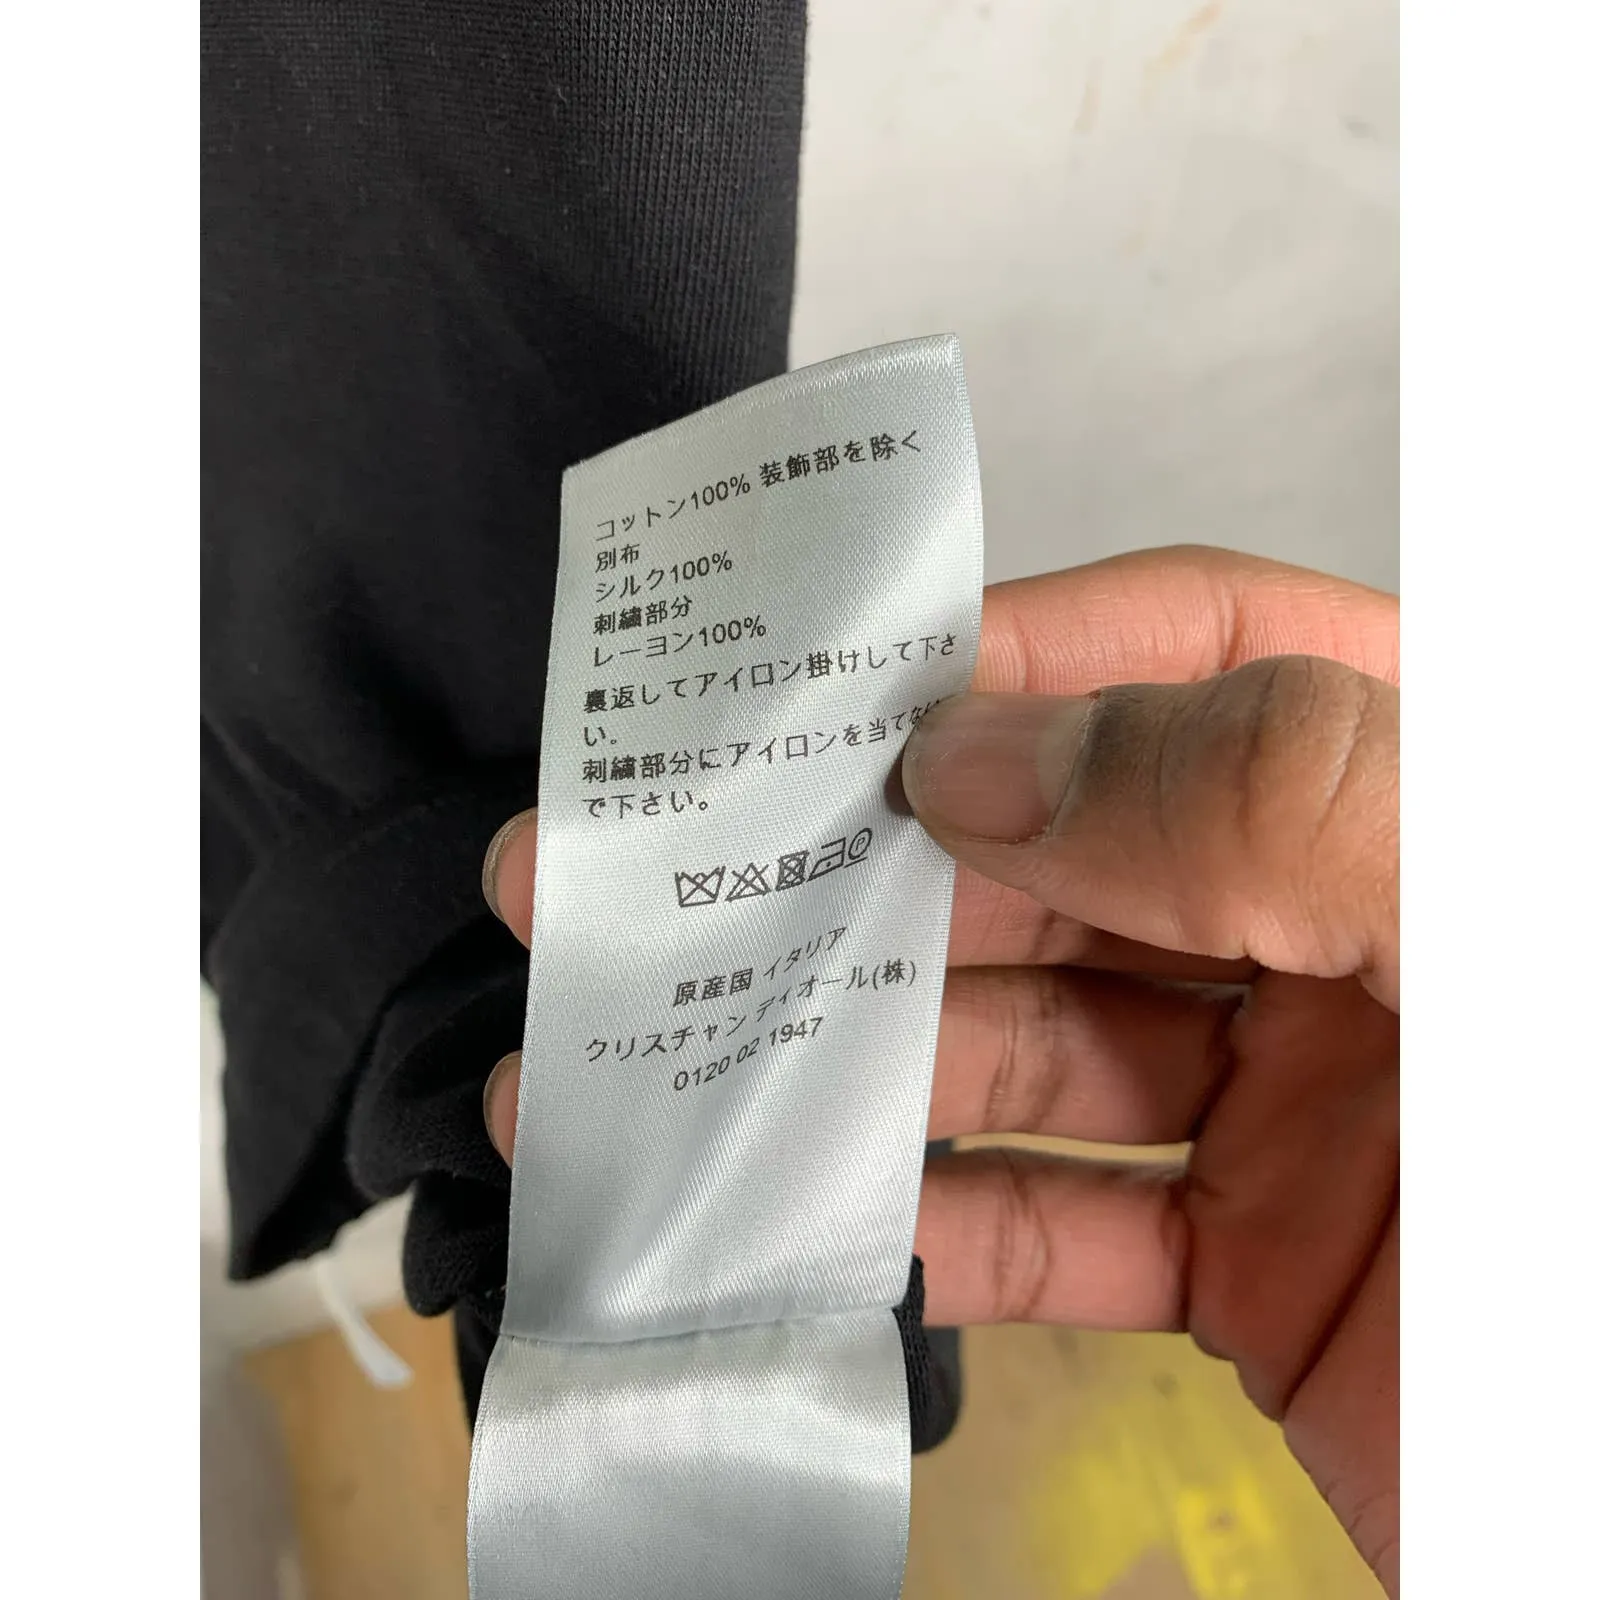 コットン100% 装飾部を除く
別布
シルク100%
刺繍部分
レーヨン100%
裏返してアイロン掛けして下さ
い。
刺繍部分にアイロンを当てな
で下さい。
P
原産国 イタリア
クリスチャン ディオール(株)
0120 02 1947